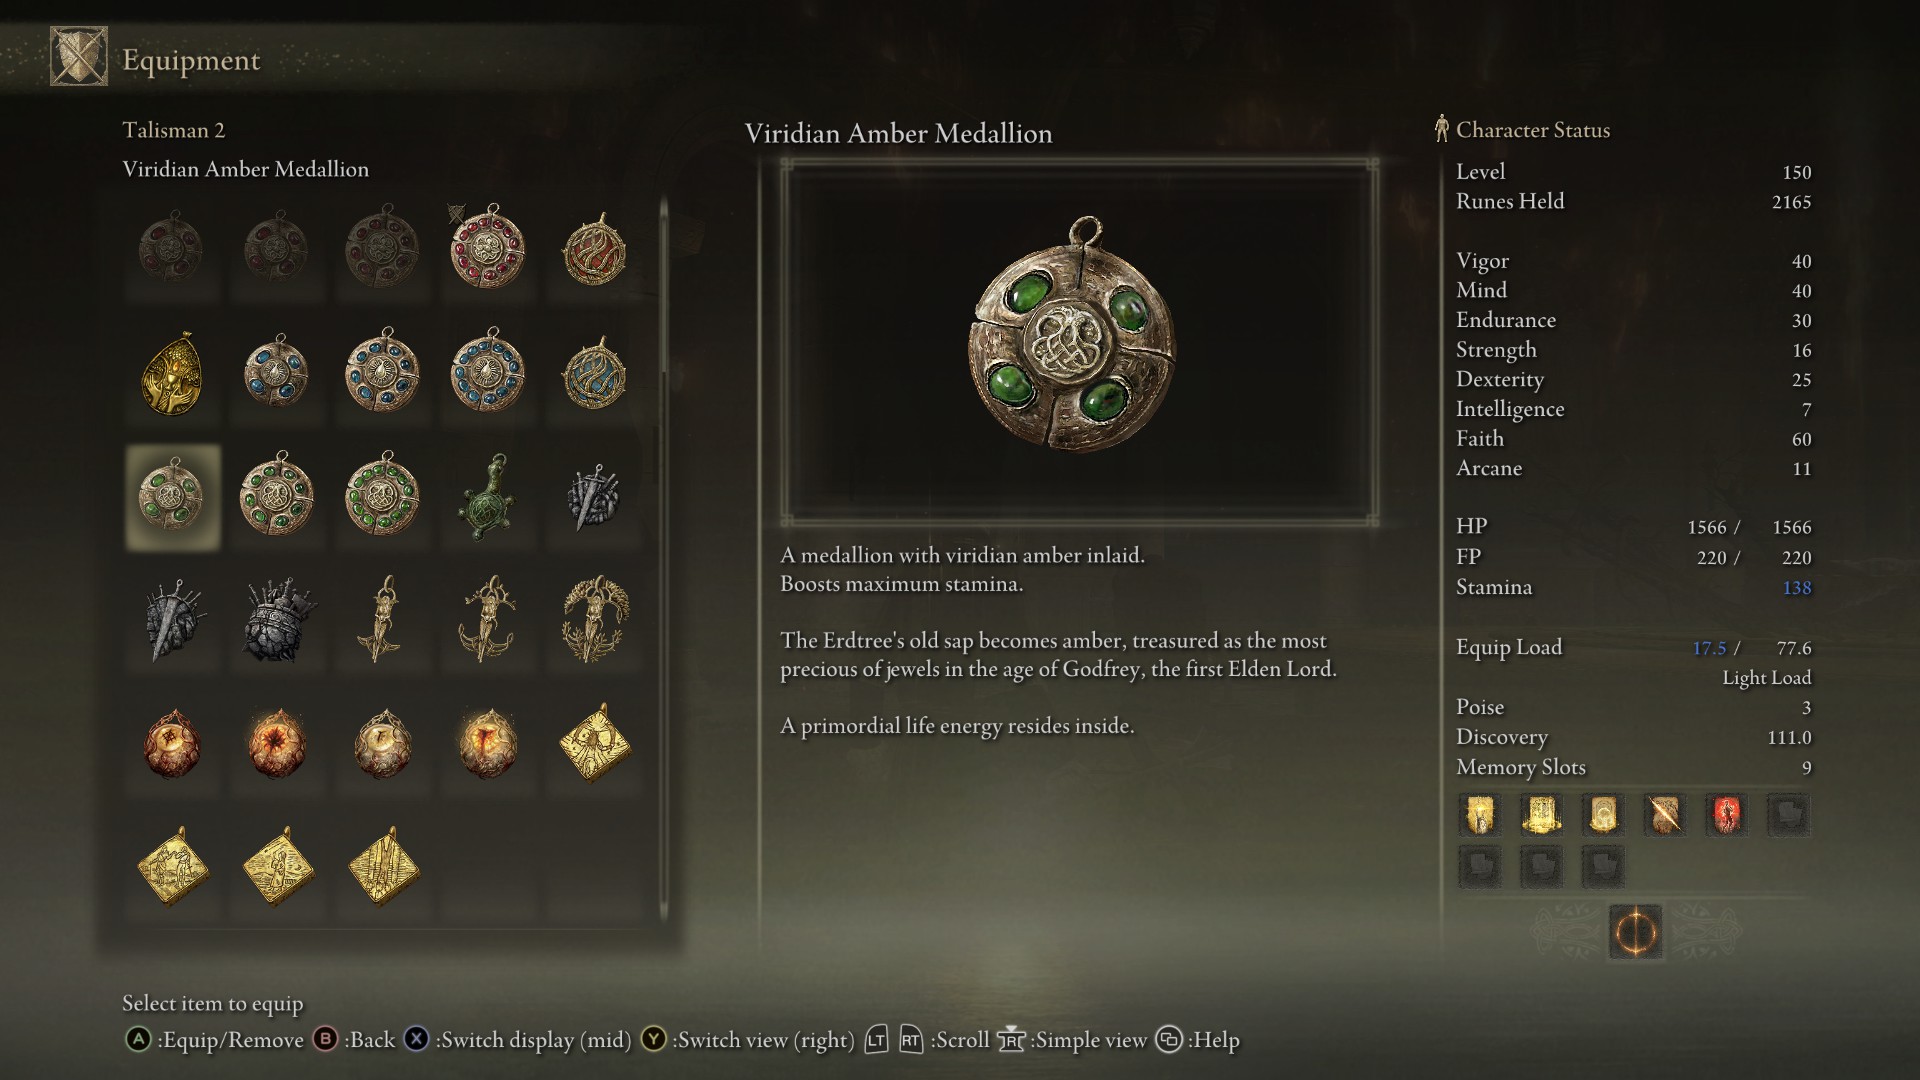 Equipment
Talisman 2
Viridian Amber Medallion
Viridian Amber Medallion
A medallion with viridian amber inlaid.
Boosts maximum stamina.
The Erdtree's old sap becomes amber, treasured as the most
precious of jewels in the age of Godfrey, the first Elden Lord.
A primordial life energy resides inside.
Character Status
Level 150
Runes Held 2165
Vigor 40
Mind 40
Endurance 30
Strength 16
Dexterity 25
Intelligence 7
Faith 60
Arcane 11
HP 1566 / 1566
FP 220 / 220
Stamina 138
Equip Load 17.5 / 77.6
Light Load
Poise 3
Discovery 111.0
Memory Slots 9
Select item to equip
A :Equip/Remove B :Back X :Switch display (mid) Y :Switch view (right) LT RT :Scroll R :Simple view :Help